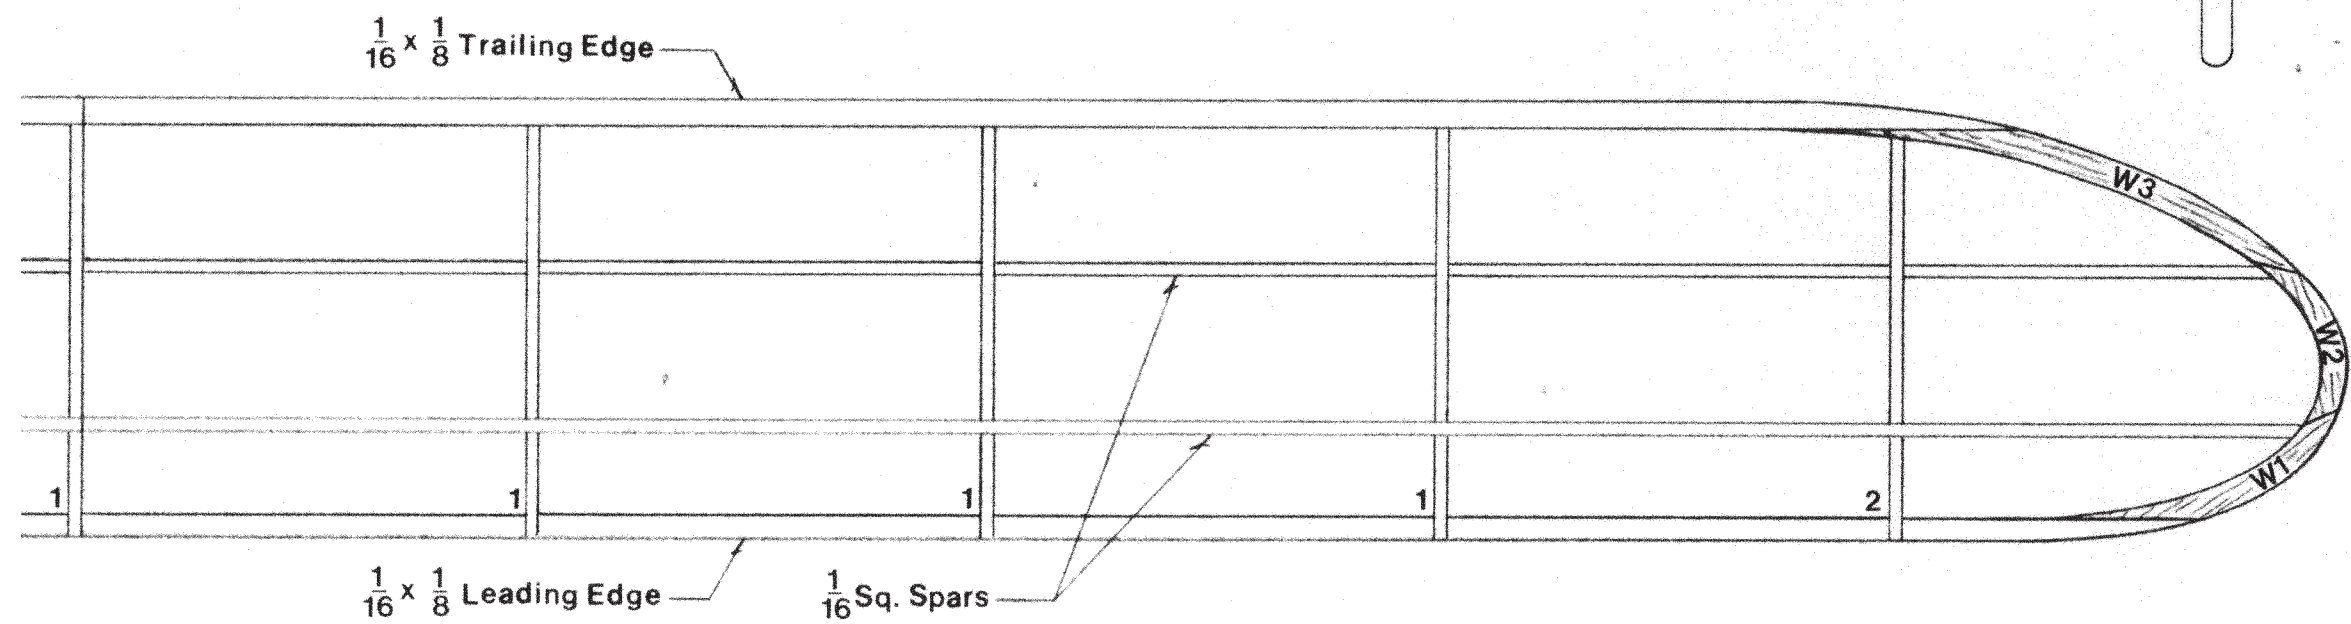 1/16 x 1/8 Trailing Edge
W3
W2
W1
1
1
1
1
2
1/16 x 1/8 Leading Edge
1/16 Sq. Spars